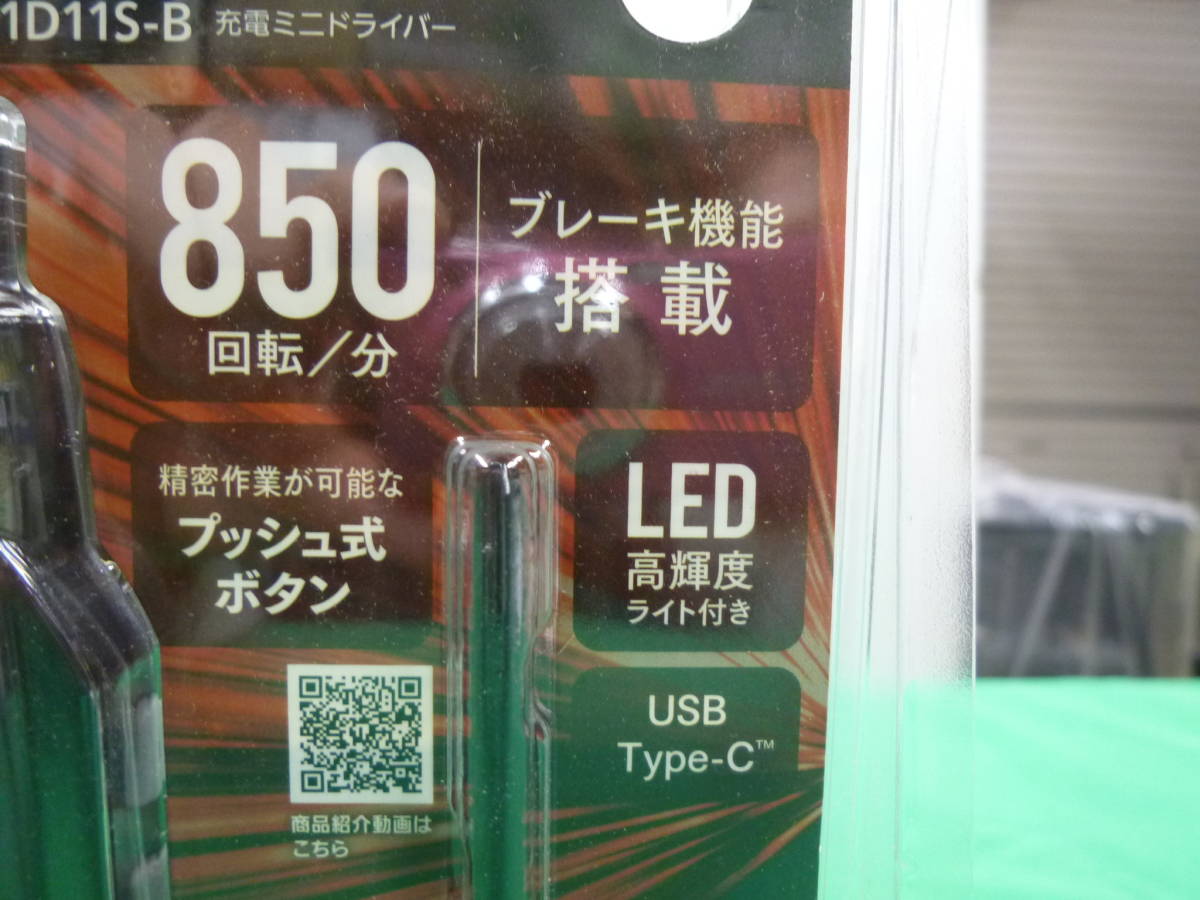 1D11S-B 充電ミニドライバー
850
回転／分
ブレーキ機能
搭載
精密作業が可能な
プッシュ式
ボタン
LED
高輝度
ライト付き
USB
Type-C™
商品紹介動画は
こちら